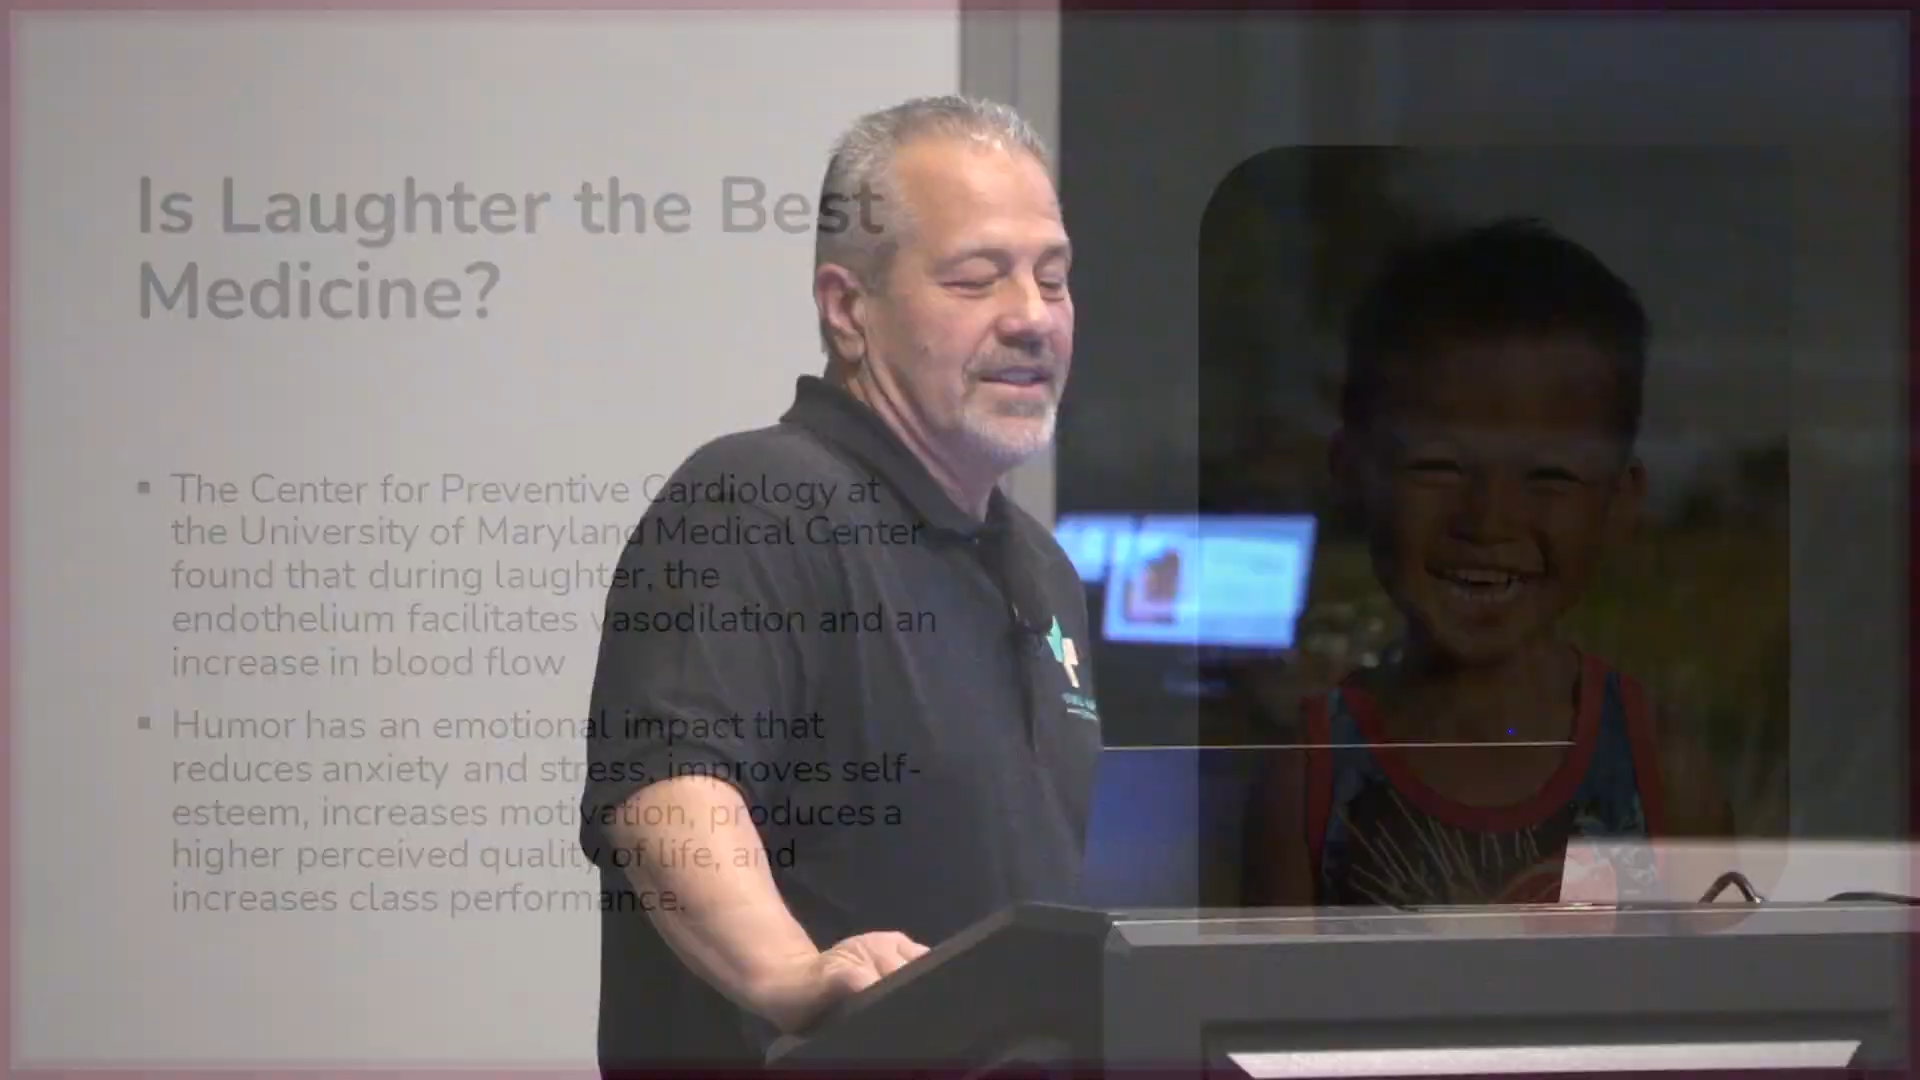 Is Laughter the Best
Medicine?
▪ The Center for Preventive Cardiology at
the University of Maryland Medical Center
found that during laughter, the
endothelium facilitates vasodilation and an
increase in blood flow
▪ Humor has an emotional impact that
reduces anxiety and stress, improves self-
esteem, increases motivation, produces a
higher perceived quality of life, and
increases class performance.